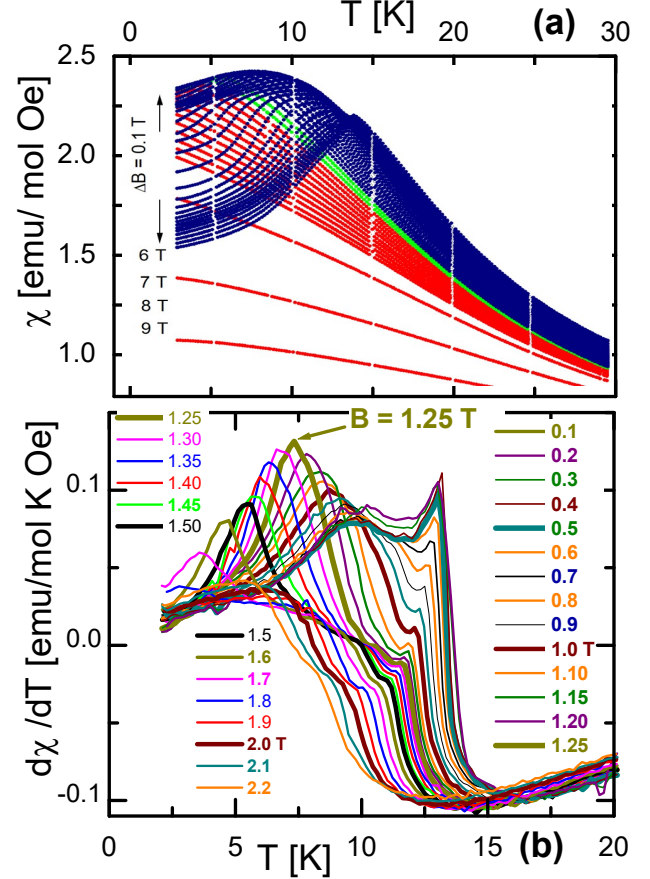 T [K] (a)
0 5 10 15 20 25 30
2.5
2.0
1.5
1.0
χ [emu/ mol Oe]
ΔB = 0.1 T
6 T
7 T
8 T
9 T
B = 1.25 T
1.25
1.30
1.35
1.40
1.45
1.50
0.1
0.2
0.3
0.4
0.5
0.6
0.7
0.8
0.9
1.0 T
1.10
1.15
1.20
1.25
1.5
1.6
1.7
1.8
1.9
2.0 T
2.1
2.2
0.1
0.0
-0.1
dχ /dT [emu/mol K Oe]
0 5 10 15 20
T [K] (b)